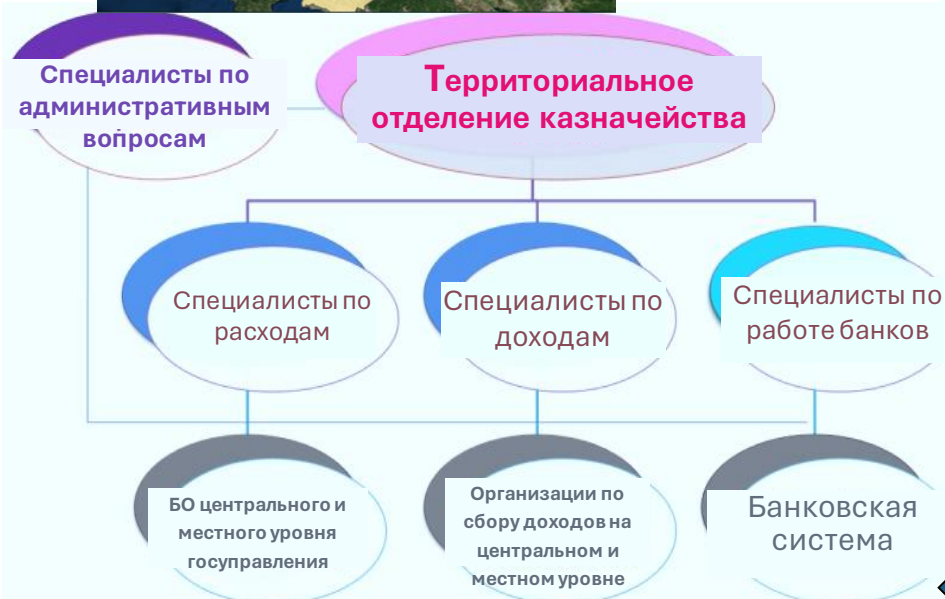 Специалисты по
административным
вопросам
Территориальное
отделение казначейства
Специалисты по
расходам
Специалисты по
доходам
Специалисты по
работе банков
БО центрального и
местного уровня
госуправления
Организации по
сбору доходов на
центральном и
местном уровне
Банковская
система